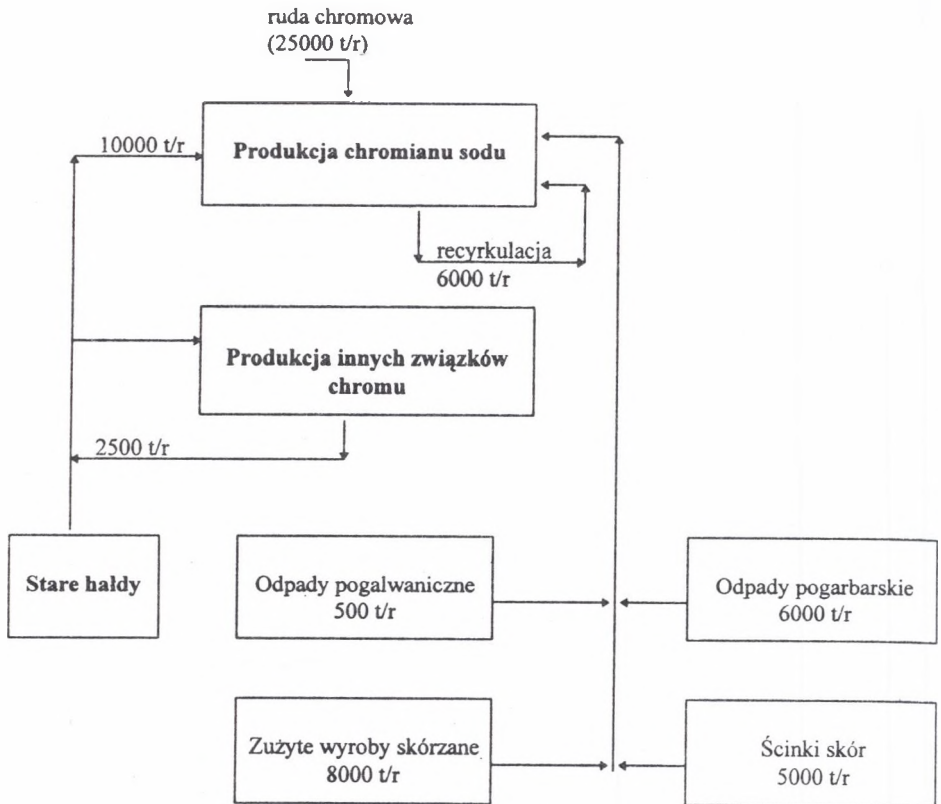 ruda chromowa
(25000 t/r)
10000 t/r
Produkcja chromianu sodu
recyrkulacja
6000 t/r
Produkcja innych związków
chromu
2500 t/r
Stare hałdy
Odpady pogalwaniczne
500 t/r
Odpady pogarbarskie
6000 t/r
Zużyte wyroby skórzane
8000 t/r
Ścinki skór
5000 t/r